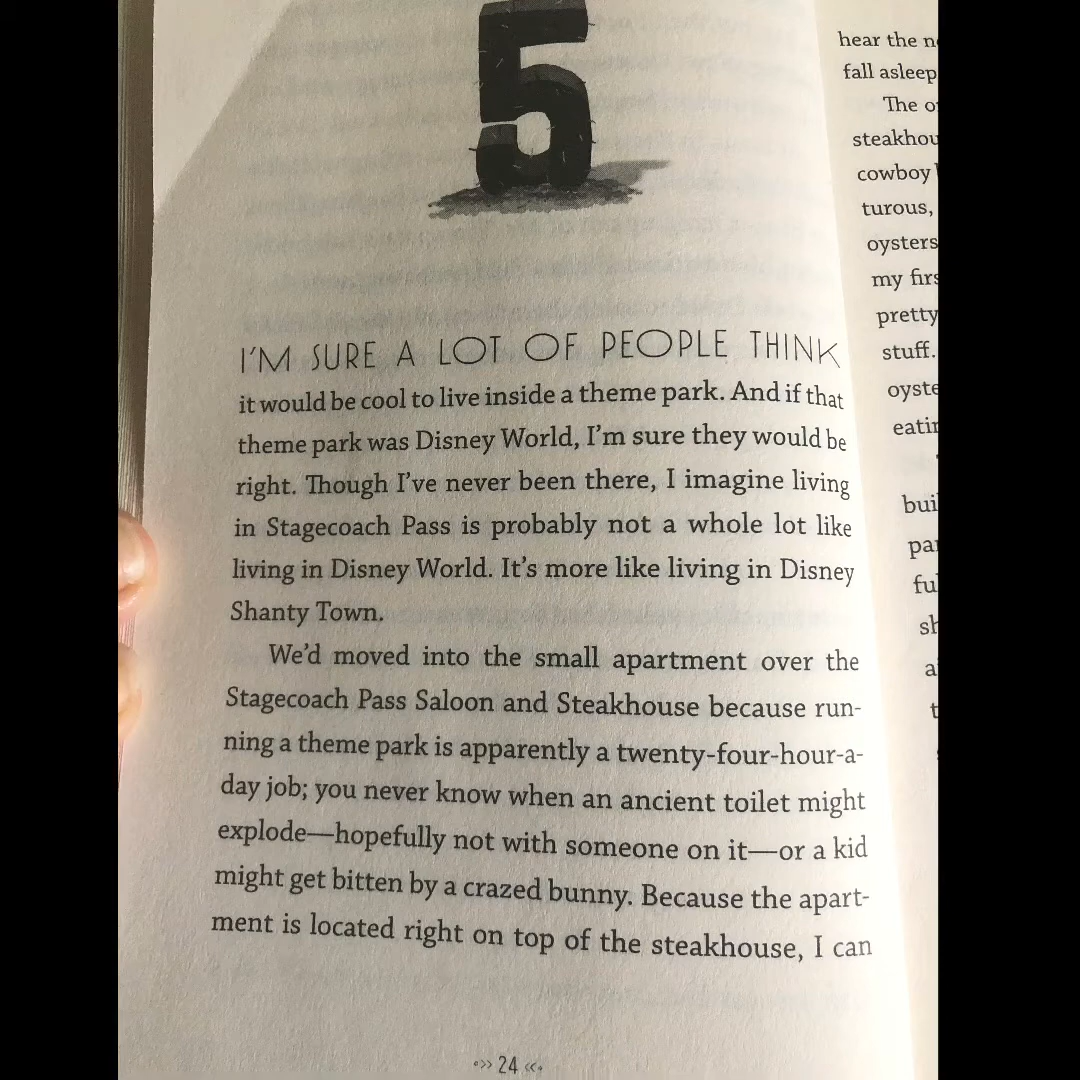 5
I'M SURE A LOT OF PEOPLE THINK
it would be cool to live inside a theme park. And if that
theme park was Disney World, I'm sure they would be
right. Though I've never been there, I imagine living
in Stagecoach Pass is probably not a whole lot like
living in Disney World. It's more like living in Disney
Shanty Town.
We'd moved into the small apartment over the
Stagecoach Pass Saloon and Steakhouse because run-
ning a theme park is apparently a twenty-four-hour-a-
day job; you never know when an ancient toilet might
explode—hopefully not with someone on it—or a kid
might get bitten by a crazed bunny. Because the apart-
ment is located right on top of the steakhouse, I can
24
hear the
fall asleep
The
cowboy
turous,
oysters
my
pretty
stuff.